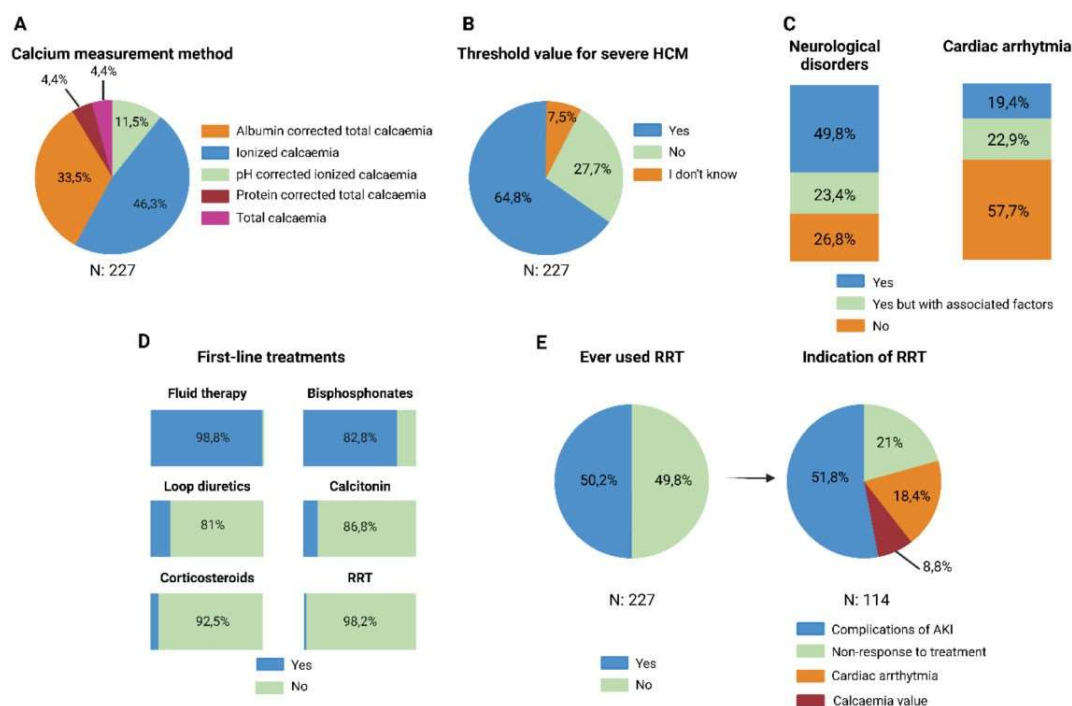 A
Calcium measurement method
4,4%
4,4%
11,5%
33,5%
46,3%
Albumin corrected total calcaemia
Ionized calcaemia
pH corrected ionized calcaemia
Protein corrected total calcaemia
Total calcaemia
N: 227
B
Threshold value for severe HCM
7,5%
27,7%
64,8%
Yes
No
I don't know
N: 227
C
Neurological
disorders
Cardiac arrhytmia
49,8%
23,4%
26,8%
19,4%
22,9%
57,7%
Yes
Yes but with associated factors
No
D
First-line treatments
Fluid therapy
Bisphosphonates
98,8%
82,8%
Loop diuretics
Calcitonin
81%
86,8%
Corticosteroids
RRT
92,5%
98,2%
Yes
No
E
Ever used RRT
Indication of RRT
50,2%
49,8%
21%
51,8%
18,4%
8,8%
N: 227
N: 114
Yes
No
Complications of AKI
Non-response to treatment
Cardiac arrthytmia
Calcaemia value